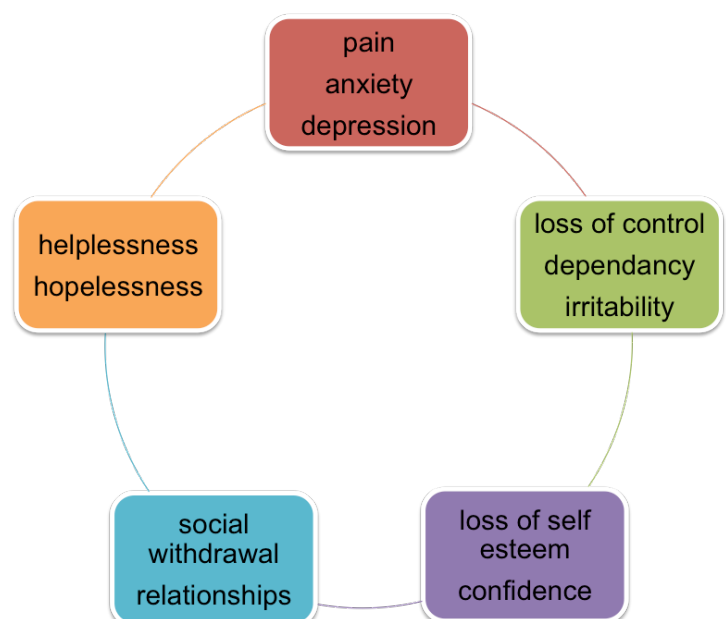 pain
anxiety
depression
loss of control
dependancy
irritability
loss of self
esteem
confidence
social
withdrawal
relationships
helplessness
hopelessness